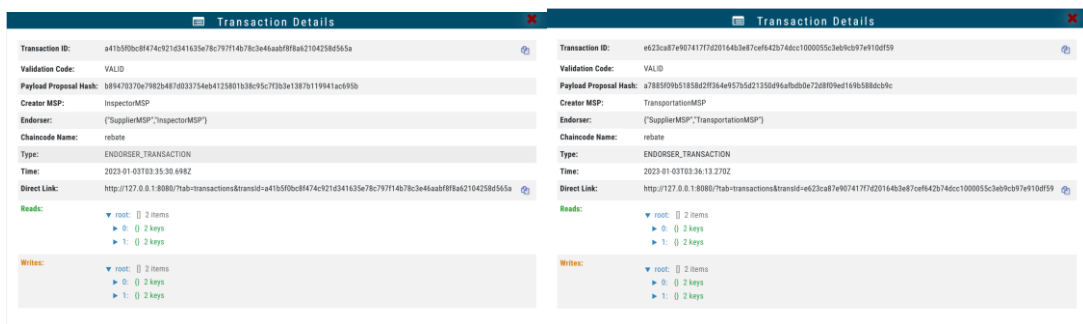 Transaction Details
Transaction ID: a41b5f0bc8f474c921d341635e78c797f14b78c3e46aabf8f8a62104258d565a
Validation Code: VALID
Payload Proposal Hash: b89470370e7982b487d033754eb4125801b38c95c7f3b3e1387b119941ac695b
Creator MSP: InspectorMSP
Endorser: {"SupplierMSP","InspectorMSP"}
Chaincode Name: rebate
Type: ENDORSER_TRANSACTION
Time: 2023-01-03T03:35:30.698Z
Direct Link: http://127.0.0.1:8080/?tab=transactions&transId=a41b5f0bc8f474c921d341635e78c797f14b78c3e46aabf8f8a62104258d565a
Reads:
root: [] 2 items
0: {} 2 keys
1: {} 2 keys
Writes:
root: [] 2 items
0: {} 2 keys
1: {} 2 keys
Transaction Details
Transaction ID: e623ca87e907417f7d20164b3e87cef642b74dcc1000055c3eb9cb97e910df59
Validation Code: VALID
Payload Proposal Hash: a7885f09b51858d2ff364e957b5d21350d96afbdb0e72d8f09ed169b588dcb9c
Creator MSP: TransportationMSP
Endorser: {"SupplierMSP","TransportationMSP"}
Chaincode Name: rebate
Type: ENDORSER_TRANSACTION
Time: 2023-01-03T03:36:13.270Z
Direct Link: http://127.0.0.1:8080/?tab=transactions&transId=e623ca87e907417f7d20164b3e87cef642b74dcc1000055c3eb9cb97e910df59
Reads:
root: [] 2 items
0: {} 2 keys
1: {} 2 keys
Writes:
root: [] 2 items
0: {} 2 keys
1: {} 2 keys